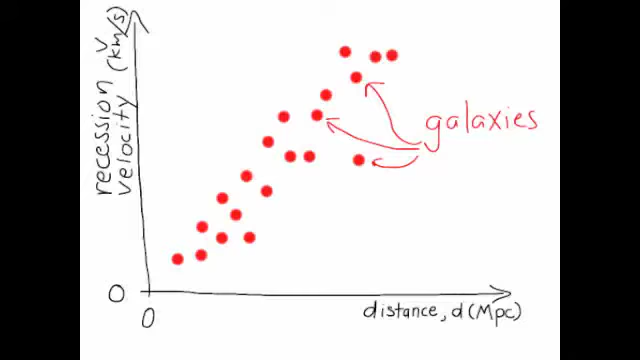 recession
velocity
v
(km/s)
galaxies
0
0
distance, d (Mpc)